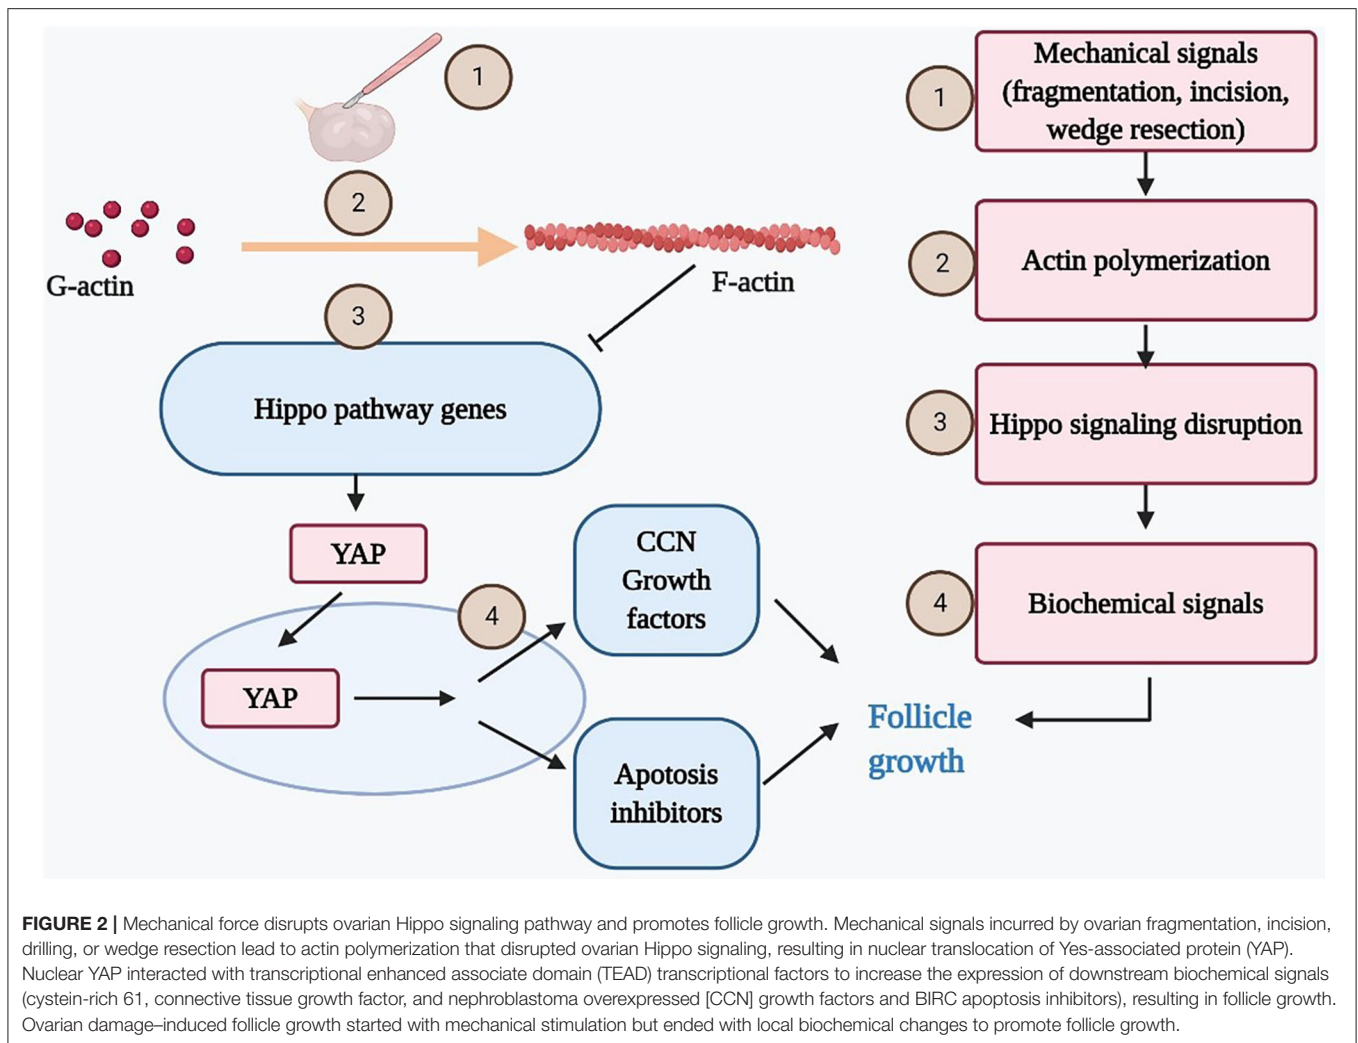 1
2
G-actin
F-actin
3
Hippo pathway genes
YAP
YAP
4
CCN
Growth
factors
Apotosis
inhibitors
Follicle
growth
1
Mechanical signals
(fragmentation, incision,
wedge resection)
2
Actin polymerization
3
Hippo signaling disruption
4
Biochemical signals
FIGURE 2 | Mechanical force disrupts ovarian Hippo signaling pathway and promotes follicle growth. Mechanical signals incurred by ovarian fragmentation, incision,
drilling, or wedge resection lead to actin polymerization that disrupted ovarian Hippo signaling, resulting in nuclear translocation of Yes-associated protein (YAP).
Nuclear YAP interacted with transcriptional enhanced associate domain (TEAD) transcriptional factors to increase the expression of downstream biochemical signals
(cystein-rich 61, connective tissue growth factor, and nephroblastoma overexpressed [CCN] growth factors and BIRC apoptosis inhibitors), resulting in follicle growth.
Ovarian damage–induced follicle growth started with mechanical stimulation but ended with local biochemical changes to promote follicle growth.